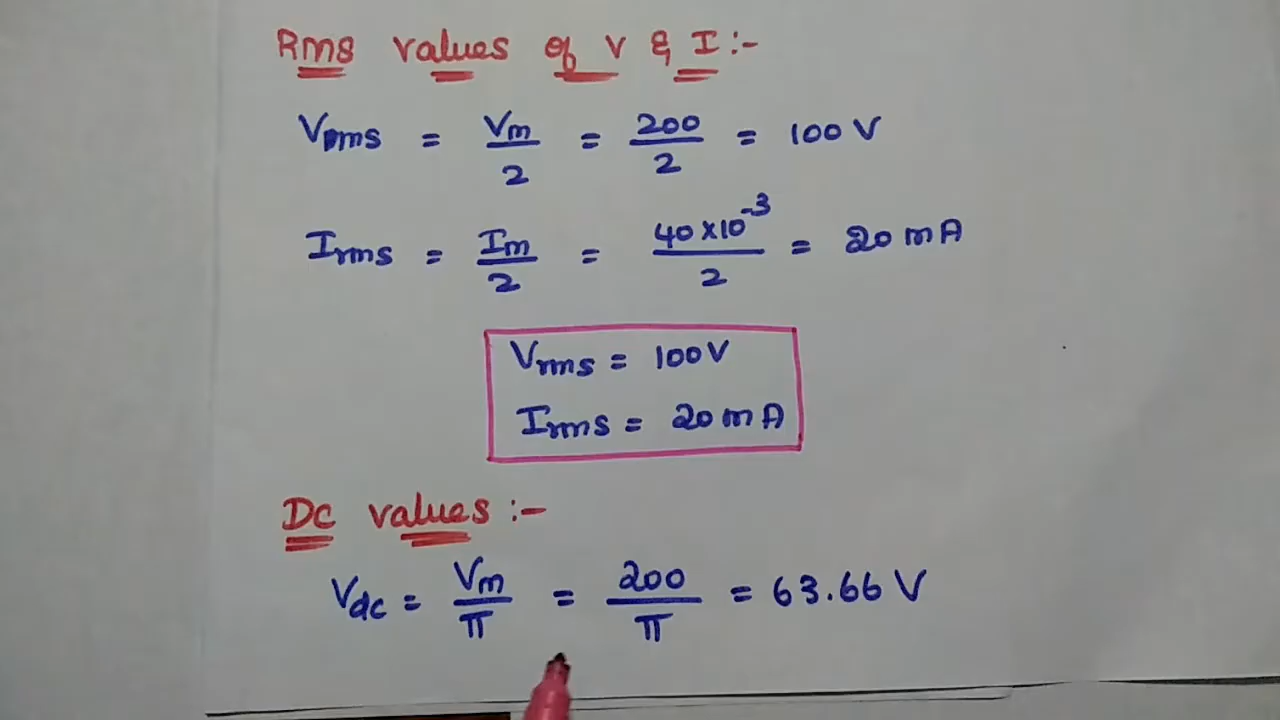 Rms values of V & I :-
Vrms = Vm/2 = 200/2 = 100 V
Irms = Im/2 = 40×10⁻³/2 = 20 mA
Vrms = 100V
Irms = 20 mA
Dc values :-
Vdc = Vm/π = 200/π = 63.66 V